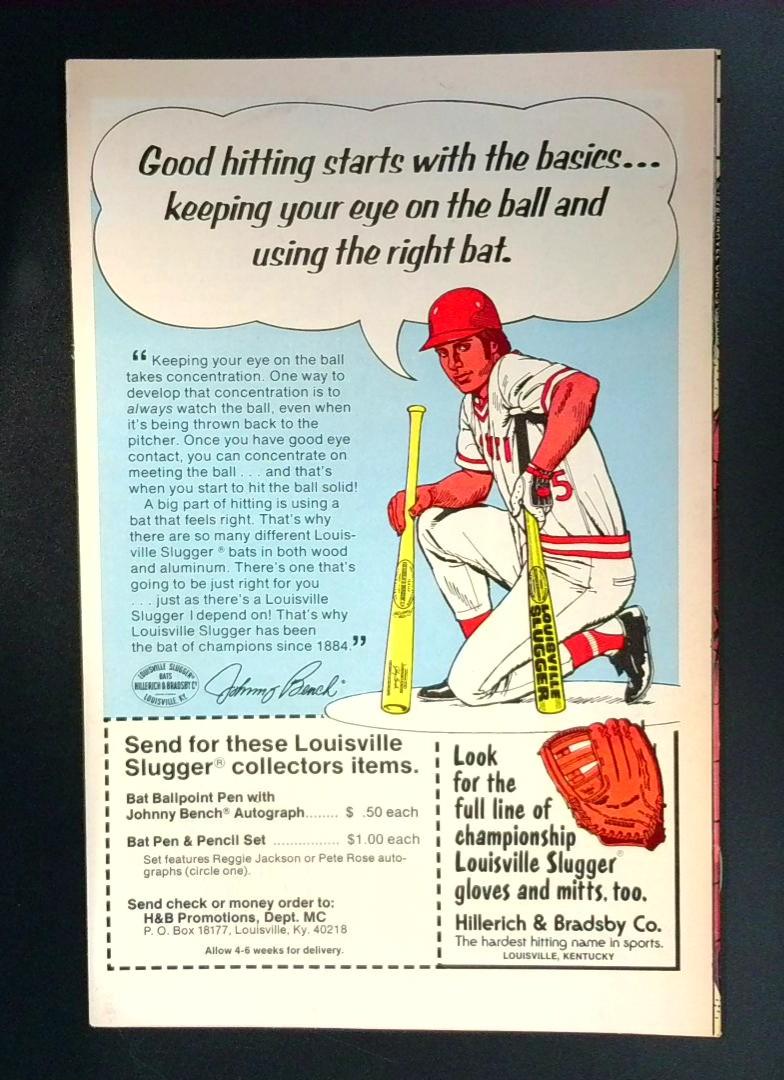 Good hitting starts with the basics...
keeping your eye on the ball and
using the right bat.
“ Keeping your eye on the ball
takes concentration. One way to
develop that concentration is to
always watch the ball, even when
it's being thrown back to the
pitcher. Once you have good eye
contact, you can concentrate on
meeting the ball . . . and that's
when you start to hit the ball solid!
A big part of hitting is using a
bat that feels right. That's why
there are so many different Louis-
ville Slugger ® bats in both wood
and aluminum. There's one that's
going to be just right for you
. . . just as there's a Louisville
Slugger I depend on! That's why
Louisville Slugger has been
the bat of champions since 1884.”
LOUISVILLE SLUGGER
BATS
HILLERICH & BRADSBY Co
LOUISVILLE, KY.
Johnny Bench®
5
LOUISVILLE
SLUGGER
Send for these Louisville
Slugger® collectors items.
Bat Ballpoint Pen with
Johnny Bench® Autograph........ $ .50 each
Bat Pen & Pencil Set ................ $1.00 each
Set features Reggie Jackson or Pete Rose auto-
graphs (circle one).
Send check or money order to:
H&B Promotions, Dept. MC
P. O. Box 18177, Louisville, Ky. 40218
Allow 4-6 weeks for delivery.
Look
for the
full line of
championship
Louisville Slugger®
gloves and mitts, too.
Hillerich & Bradsby Co.
The hardest hitting name in sports.
LOUISVILLE, KENTUCKY